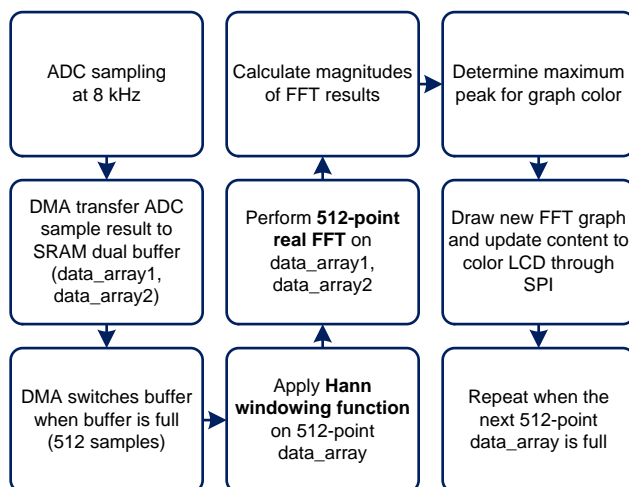 ADC sampling
at 8 kHz
DMA transfer ADC
sample result to
SRAM dual buffer
(data_array1,
data_array2)
DMA switches buffer
when buffer is full
(512 samples)
Apply Hann
windowing function
on 512-point
data_array
Perform 512-point
real FFT on
data_array1,
data_array2
Calculate magnitudes
of FFT results
Determine maximum
peak for graph color
Draw new FFT graph
and update content to
color LCD through
SPI
Repeat when the
next 512-point
data_array is full